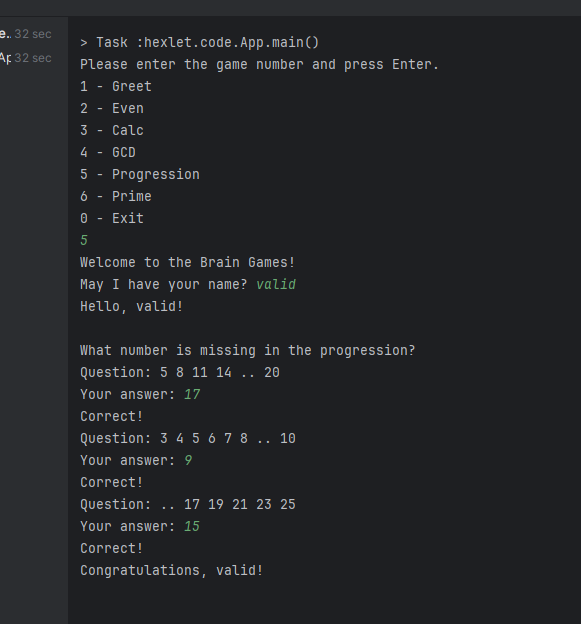 e.. 32 sec
Ap 32 sec
> Task :hexlet.code.App.main()
Please enter the game number and press Enter.
1 - Greet
2 - Even
3 - Calc
4 - GCD
5 - Progression
6 - Prime
0 - Exit
5
Welcome to the Brain Games!
May I have your name? valid
Hello, valid!
What number is missing in the progression?
Question: 5 8 11 14 .. 20
Your answer: 17
Correct!
Question: 3 4 5 6 7 8 .. 10
Your answer: 9
Correct!
Question: .. 17 19 21 23 25
Your answer: 15
Correct!
Congratulations, valid!